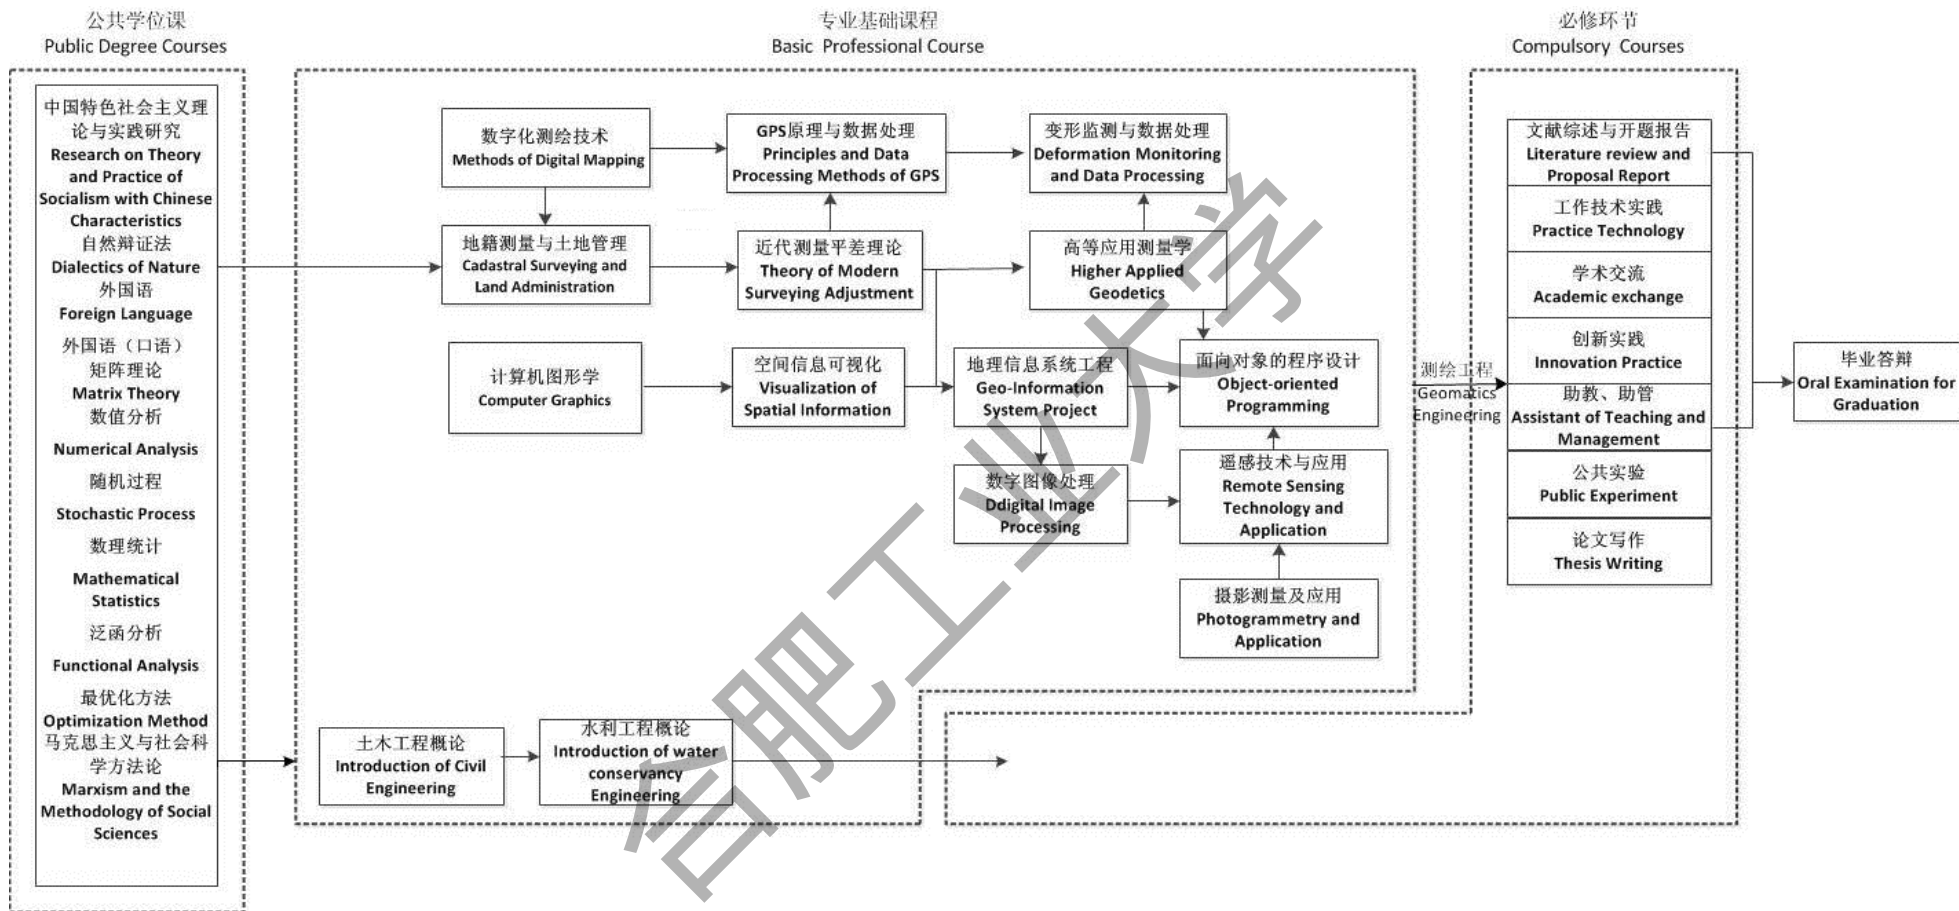 公共学位课
Public Degree Courses
中国特色社会主义理
论与实践研究
Research on Theory
and Practice of
Socialism with Chinese
Characteristics
自然辩证法
Dialectics of Nature
外国语
Foreign Language
外国语（口语）
矩阵理论
Matrix Theory
数值分析
Numerical Analysis
随机过程
Stochastic Process
数理统计
Mathematical
Statistics
泛函分析
Functional Analysis
最优化方法
Optimization Method
马克思主义与社会科
学方法论
Marxism and the
Methodology of Social
Sciences
专业基础课程
Basic Professional Course
数字化测绘技术
Methods of Digital Mapping
GPS原理与数据处理
Principles and Data
Processing Methods of GPS
变形监测与数据处理
Deformation Monitoring
and Data Processing
地籍测量与土地管理
Cadastral Surveying and
Land Administration
近代测量平差理论
Theory of Modern
Surveying Adjustment
高等应用测量学
Higher Applied
Geodetics
计算机图形学
Computer Graphics
空间信息可视化
Visualization of
Spatial Information
地理信息系统工程
Geo-Information
System Project
面向对象的程序设计
Object-oriented
Programming
数字图像处理
Ddigital Image
Processing
遥感技术与应用
Remote Sensing
Technology and
Application
摄影测量及应用
Photogrammetry and
Application
土木工程概论
Introduction of Civil
Engineering
水利工程概论
Introduction of water
conservancy
Engineering
测绘工程
Geomatics
Engineering
必修环节
Compulsory Courses
文献综述与开题报告
Literature review and
Proposal Report
工作技术实践
Practice Technology
学术交流
Academic exchange
创新实践
Innovation Practice
助教、助管
Assistant of Teaching and
Management
公共实验
Public Experiment
论文写作
Thesis Writing
毕业答辩
Oral Examination for
Graduation
合肥工业大学